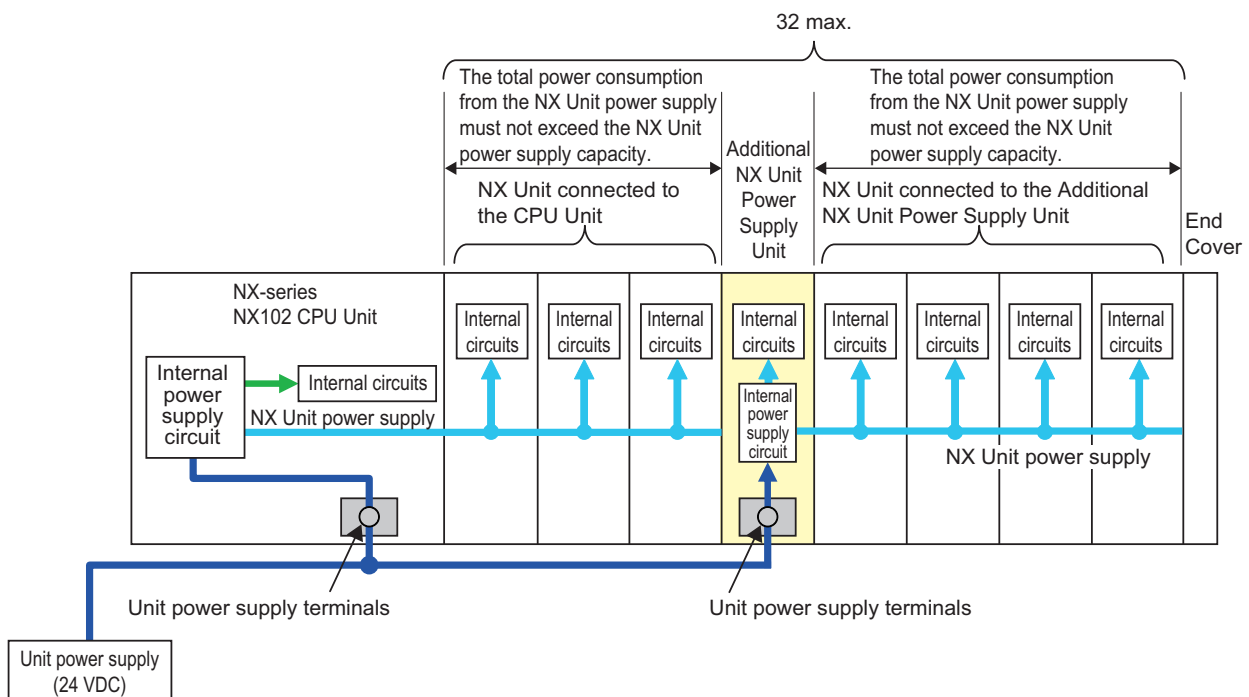 32 max.
The total power consumption
from the NX Unit power supply
must not exceed the NX Unit
power supply capacity.
The total power consumption
from the NX Unit power supply
must not exceed the NX Unit
power supply capacity.
Additional
NX Unit
Power
Supply
Unit
NX Unit connected to
the CPU Unit
NX Unit connected to the Additional
NX Unit Power Supply Unit
End
Cover
NX-series
NX102 CPU Unit
Internal
circuits
Internal
circuits
Internal
circuits
Internal
circuits
Internal
circuits
Internal
circuits
Internal
circuits
Internal
circuits
Internal
power
supply
circuit
Internal circuits
NX Unit power supply
Internal
power
supply
circuit
NX Unit power supply
Unit power supply terminals
Unit power supply terminals
Unit power supply
(24 VDC)